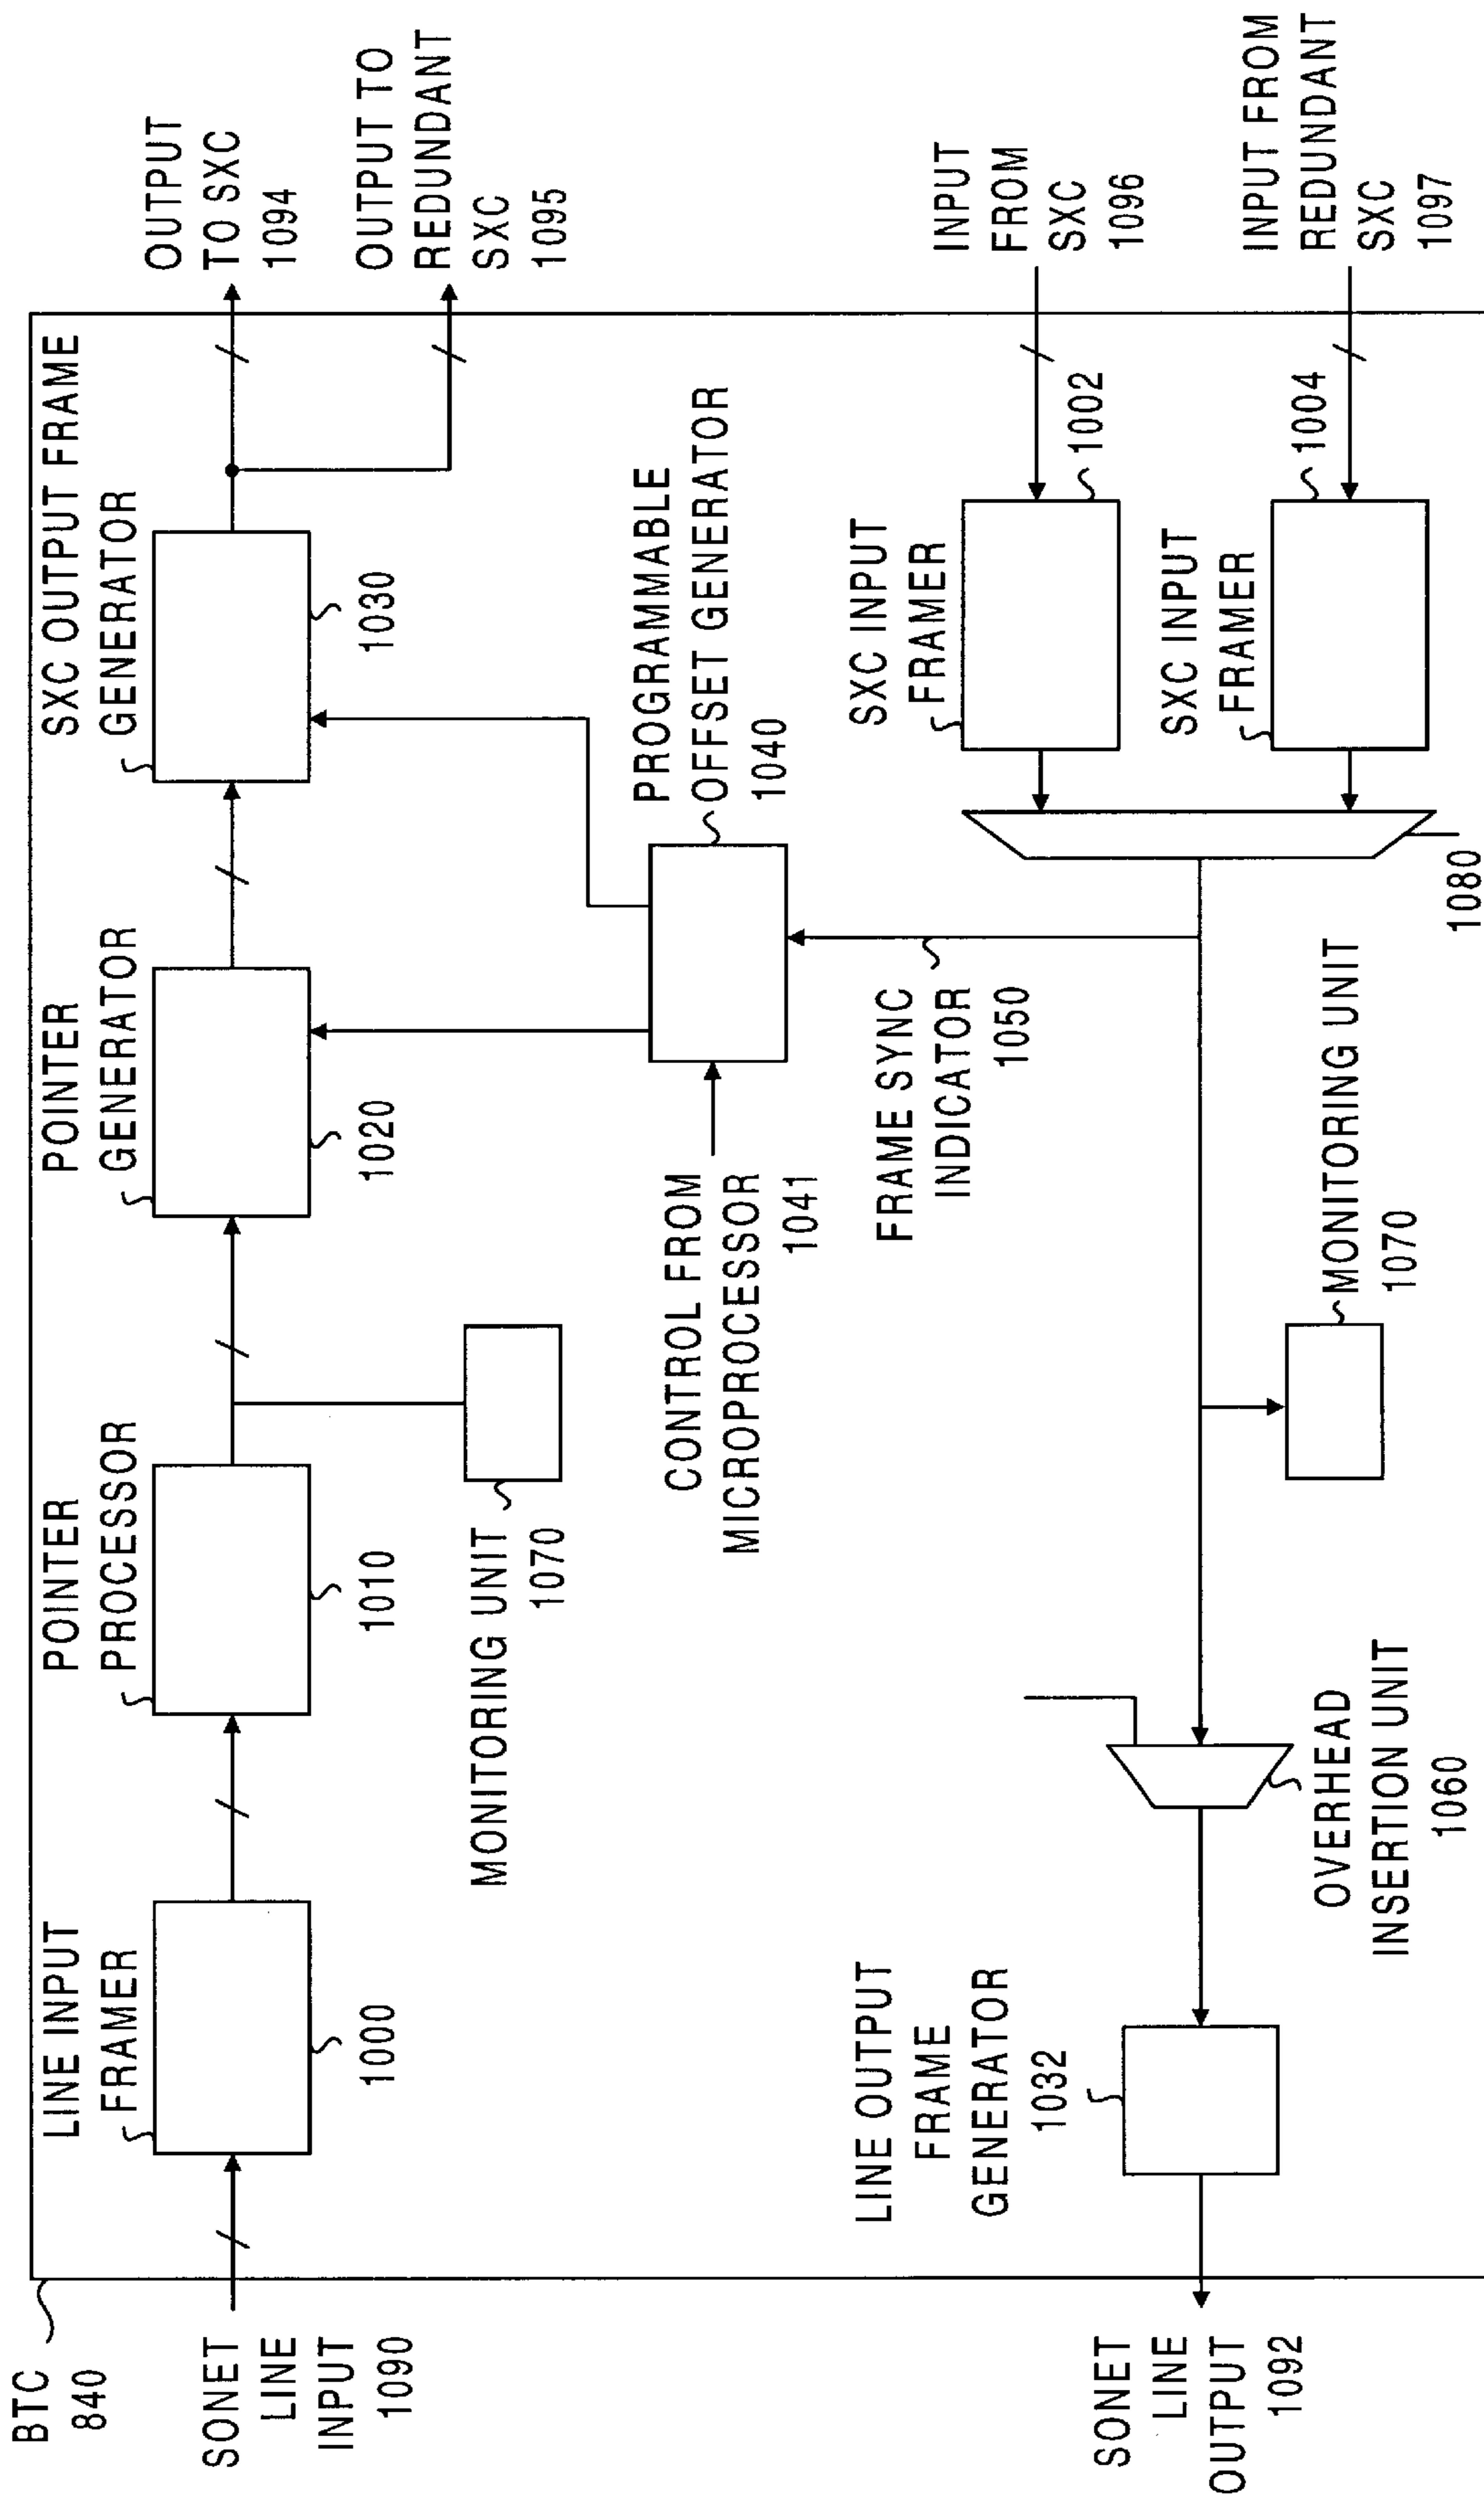 BTC
840
SONET
LINE
INPUT
1090
LINE INPUT
FRAMER
1000
POINTER
PROCESSOR
1010
MONITORING UNIT
1070
POINTER
GENERATOR
1020
SXC OUTPUT FRAME
GENERATOR
1030
OUTPUT
TO SXC
1094
OUTPUT TO
REDUNDANT
SXC
1095
CONTROL FROM
MICROPROCESSOR
1041
PROGRAMMABLE
OFFSET GENERATOR
1040
FRAME SYNC
INDICATOR
1050
SXC INPUT
FRAMER
1002
INPUT
FROM
SXC
1096
SXC INPUT
FRAMER
1004
INPUT FROM
REDUNDANT
SXC
1097
1080
MONITORING UNIT
1070
OVERHEAD
INSERTION UNIT
1060
LINE OUTPUT
FRAME
GENERATOR
1032
SONET
LINE
OUTPUT
1092